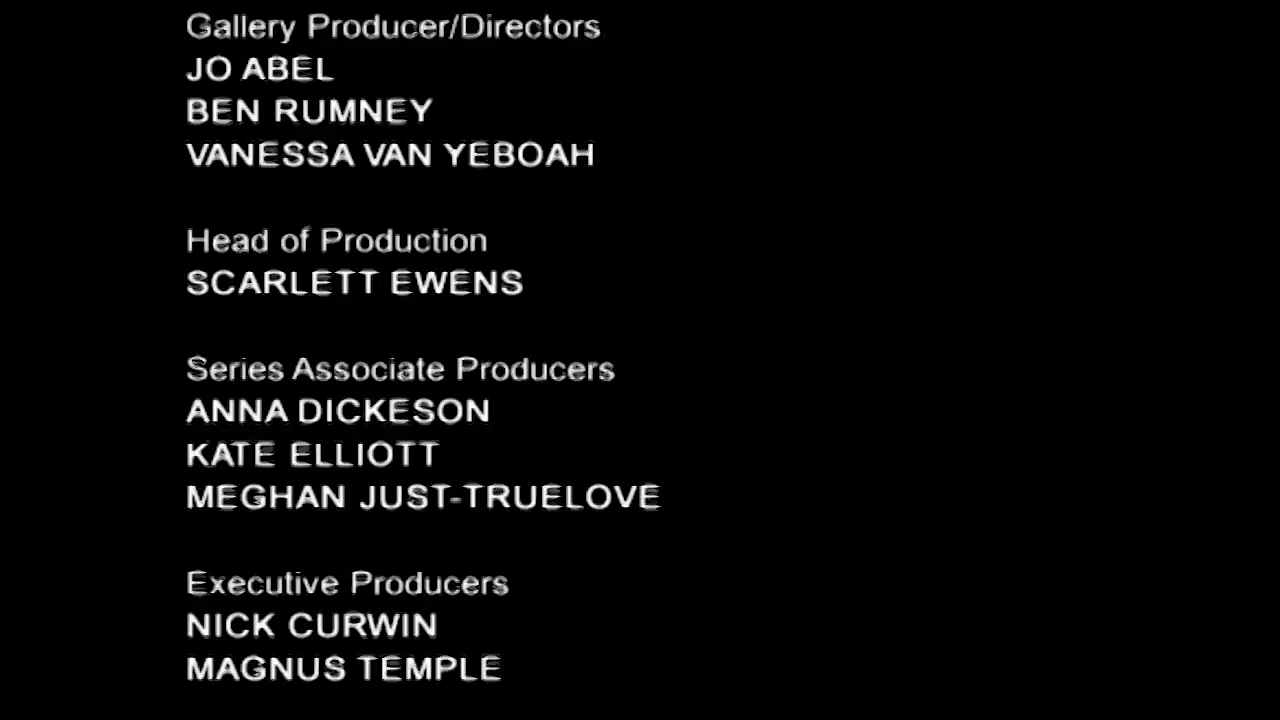 Gallery Producer/Directors
JO ABEL
BEN RUMNEY
VANESSA VAN YEBOAH
Head of Production
SCARLETT EWENS
Series Associate Producers
ANNA DICKESON
KATE ELLIOTT
MEGHAN JUST-TRUELOVE
Executive Producers
NICK CURWIN
MAGNUS TEMPLE